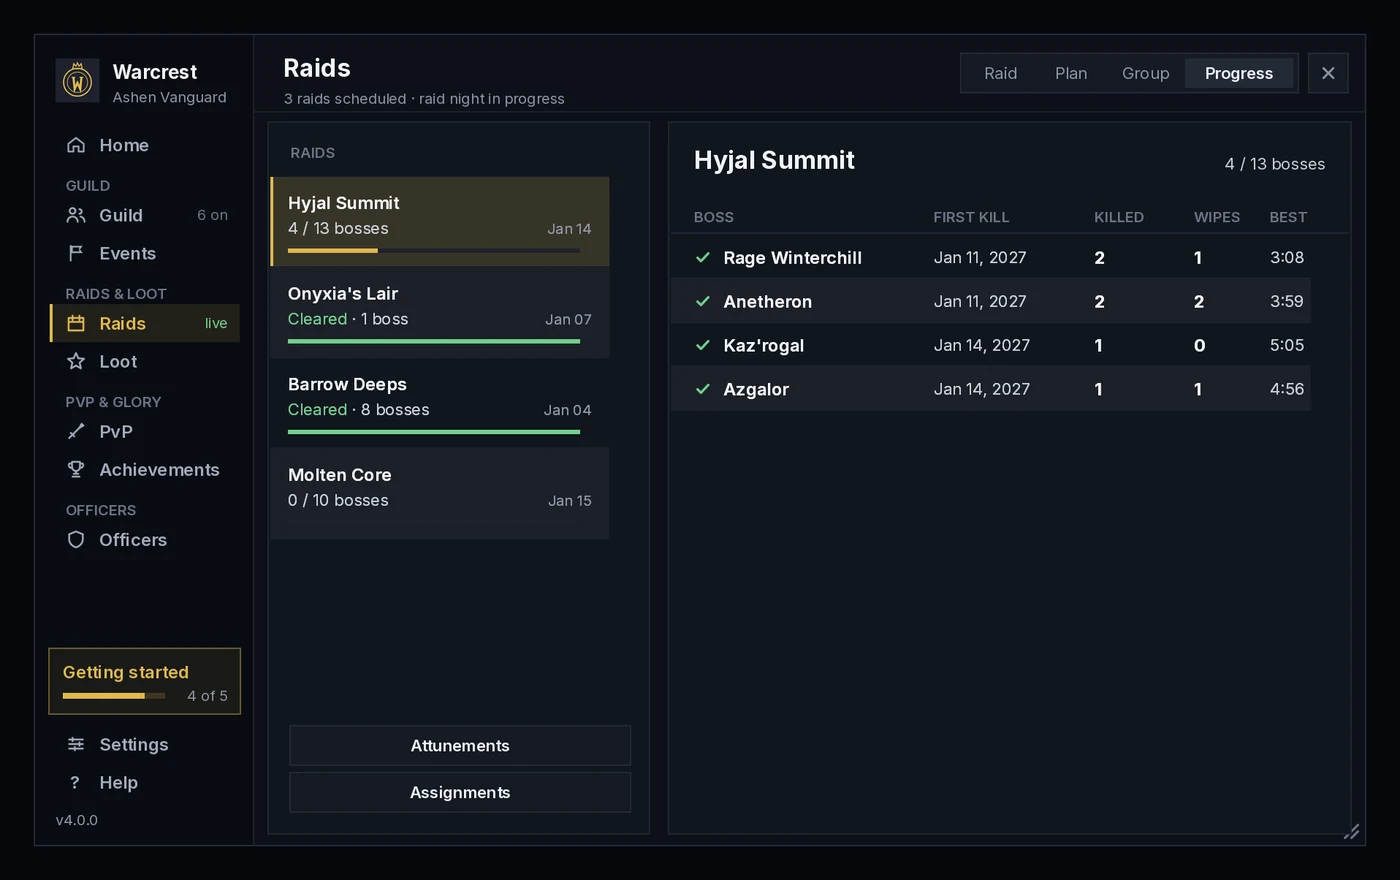 W
Warcrest
Ashen Vanguard
Home
GUILD
Guild 6 on
Events
RAIDS & LOOT
Raids live
Loot
PVP & GLORY
PvP
Achievements
OFFICERS
Officers
Getting started
4 of 5
Settings
? Help
v4.0.0
Raids
3 raids scheduled · raid night in progress
Raid Plan Group Progress
RAIDS
Hyjal Summit
4 / 13 bosses Jan 14
Onyxia's Lair
Cleared · 1 boss Jan 07
Barrow Deeps
Cleared · 8 bosses Jan 04
Molten Core
0 / 10 bosses Jan 15
Attunements
Assignments
Hyjal Summit 4 / 13 bosses
BOSS FIRST KILL KILLED WIPES BEST
Rage Winterchill Jan 11, 2027 2 1 3:08
Anetheron Jan 11, 2027 2 2 3:59
Kaz'rogal Jan 14, 2027 1 0 5:05
Azgalor Jan 14, 2027 1 1 4:56